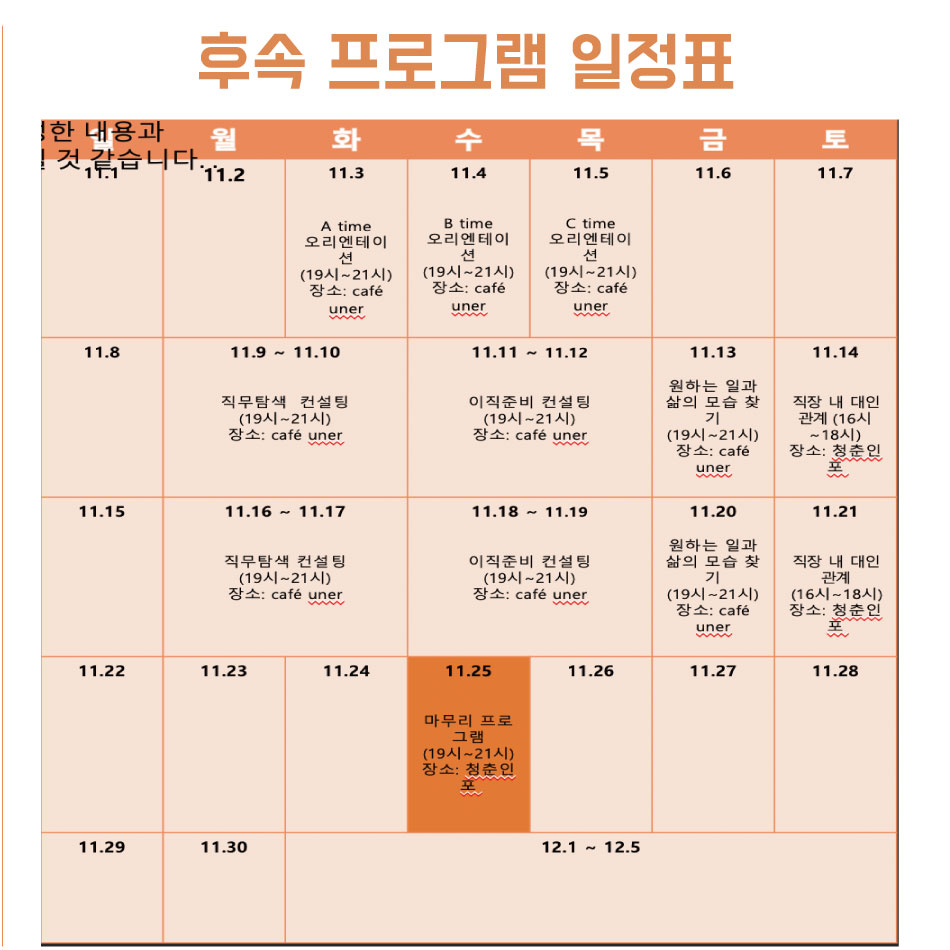 후속 프로그램 일정표
한 내용과
것 같습니다..
일 월 화 수 목 금 토
11.1 11.2 11.3 11.4 11.5 11.6 11.7
A time
오리엔테이
션
(19시~21시)
장소: café
uner
B time
오리엔테이
션
(19시~21시)
장소: café
uner
C time
오리엔테이
션
(19시~21시)
장소: café
uner
11.8 11.9 ~ 11.10 11.11 ~ 11.12 11.13 11.14
직무탐색 컨설팅
(19시~21시)
장소: café uner
이직준비 컨설팅
(19시~21시)
장소: café uner
원하는 일과
삶의 모습 찾
기
(19시~21시)
장소: café
uner
직장 내 대인
관계 (16시
~18시)
장소: 청춘인
포
11.15 11.16 ~ 11.17 11.18 ~ 11.19 11.20 11.21
직무탐색 컨설팅
(19시~21시)
장소: café uner
이직준비 컨설팅
(19시~21시)
장소: café uner
원하는 일과
삶의 모습 찾
기
(19시~21시)
장소: café
uner
직장 내 대인
관계
(16시~18시)
장소: 청춘인
포
11.22 11.23 11.24 11.25 11.26 11.27 11.28
마무리 프로
그램
(19시~21시)
장소: 청춘인
포
11.29 11.30 12.1 ~ 12.5